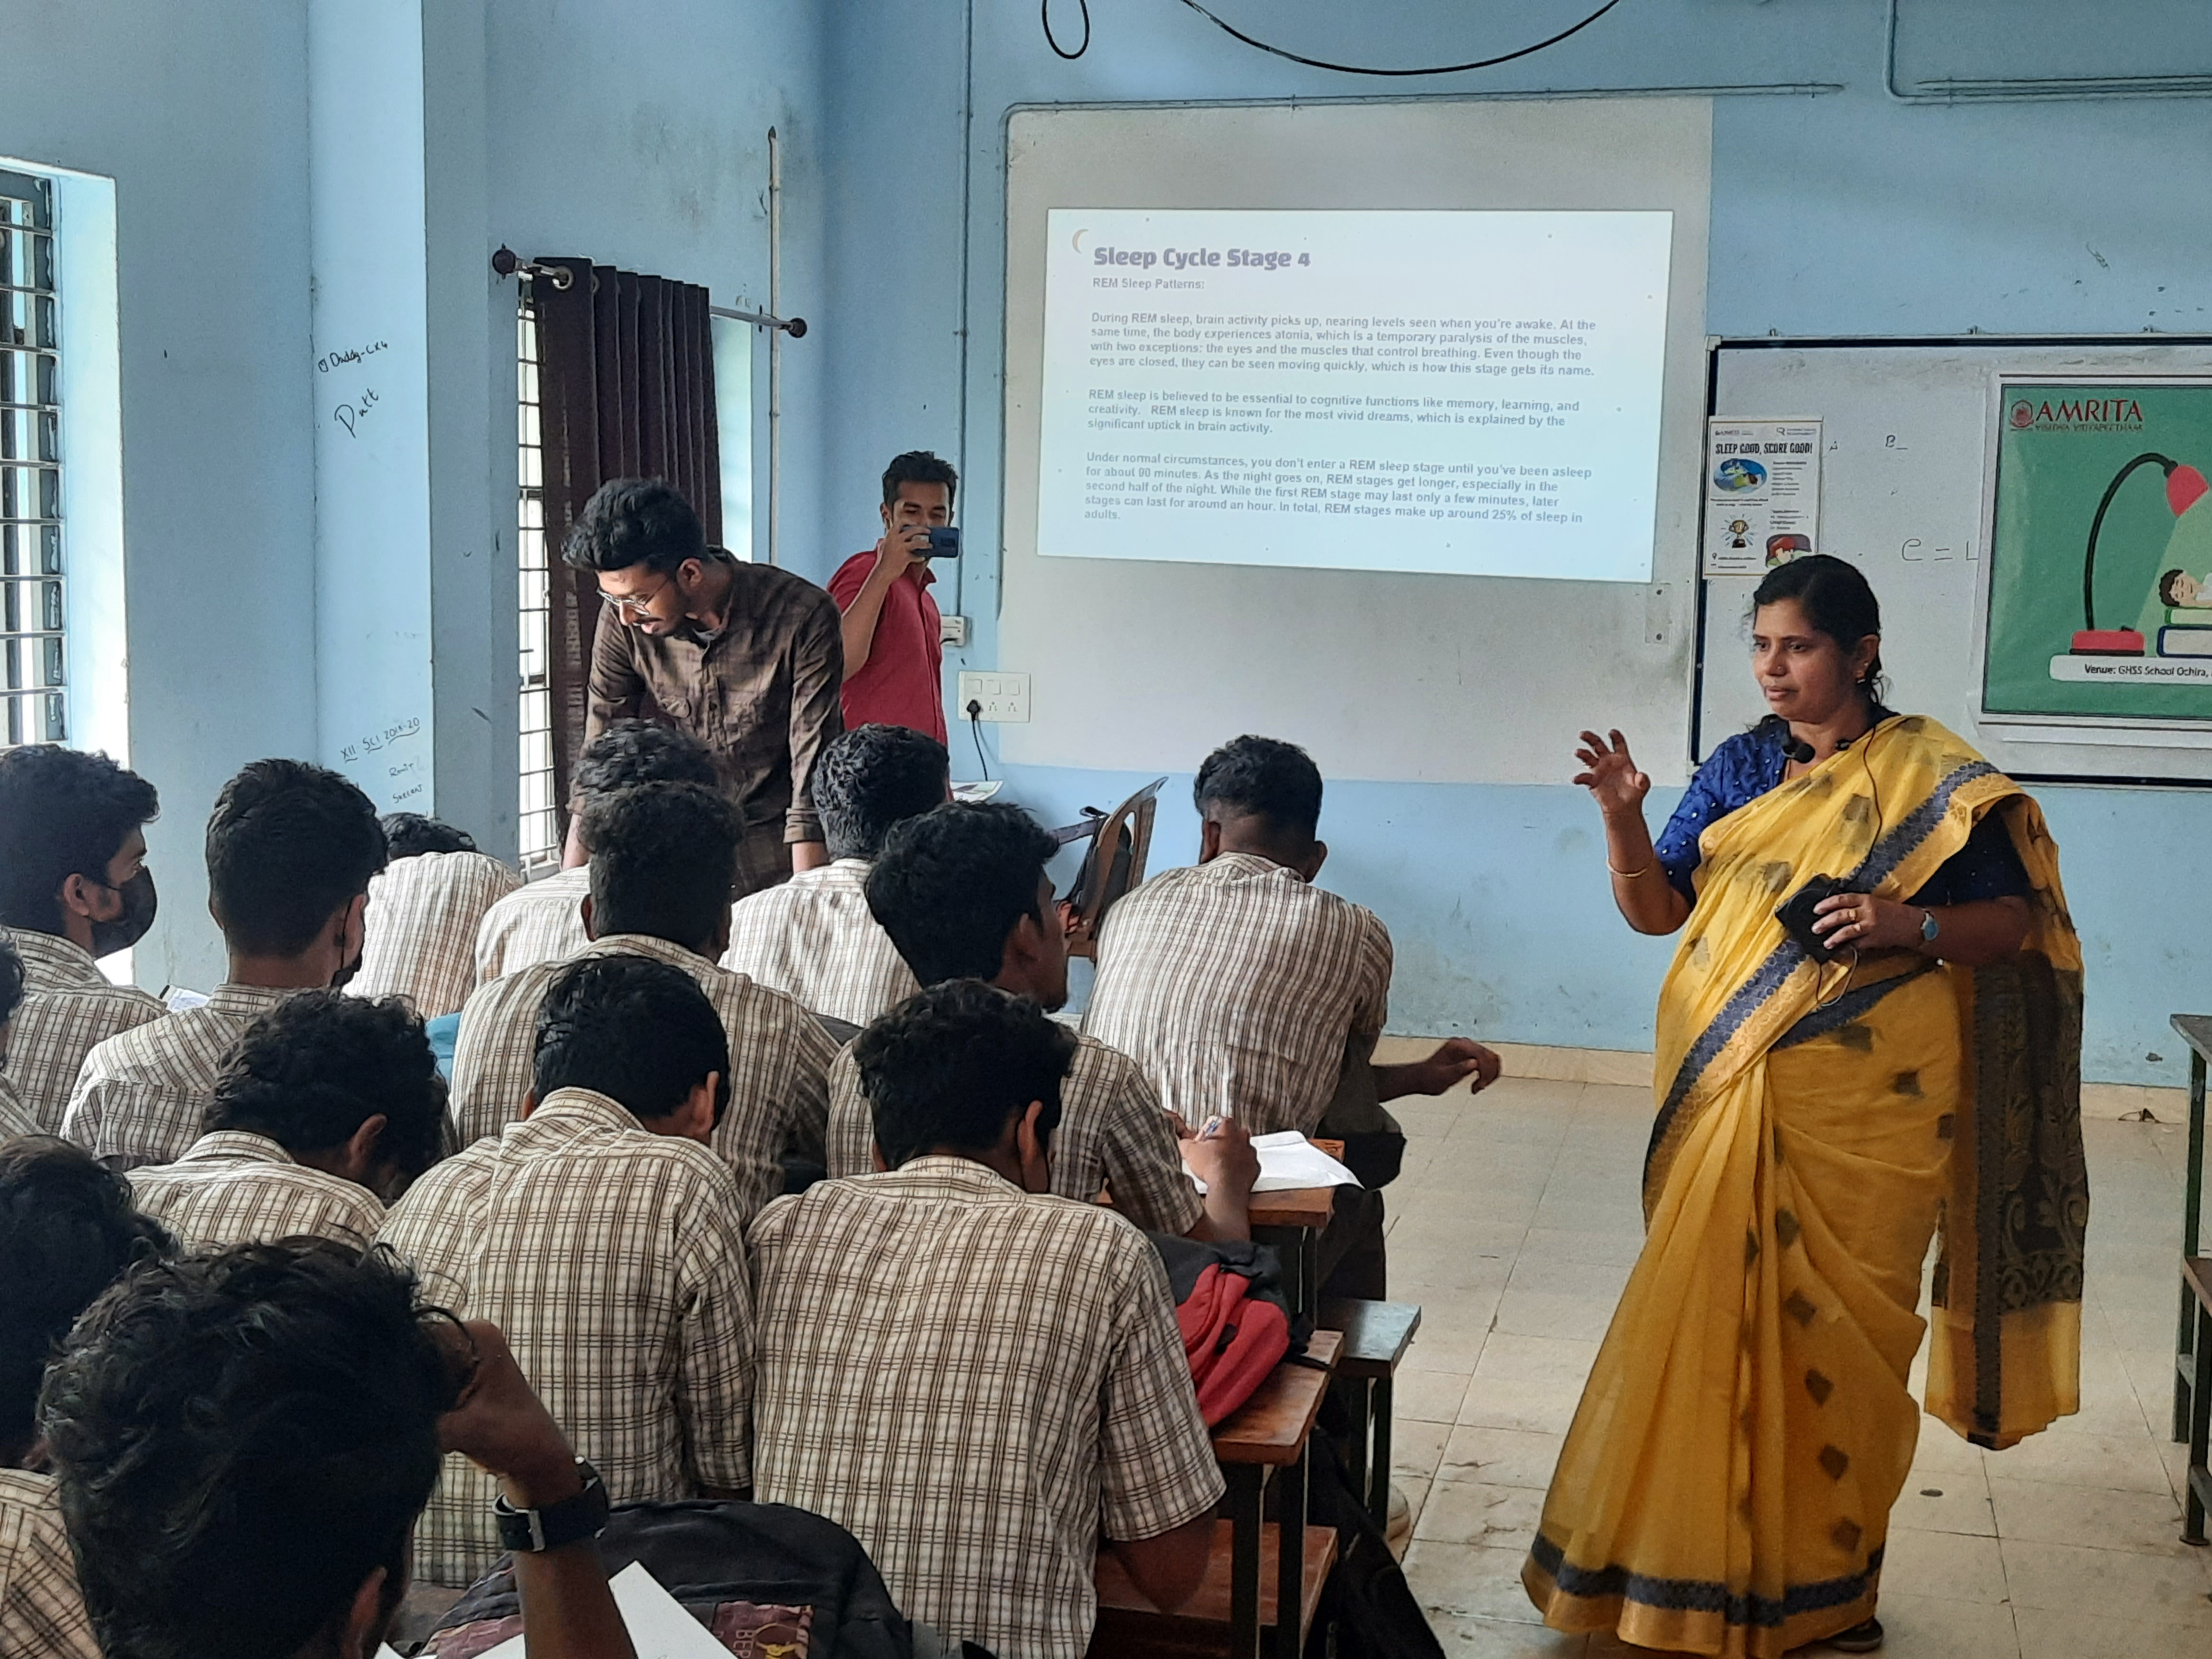 Sleep Cycle Stage 4
REM Sleep Patterns:
During REM sleep, brain activity picks up, nearing levels seen when you're awake. At the
same time, the body experiences atonia, which is a temporary paralysis of the muscles,
with two exceptions: the eyes and the muscles that control breathing. Even though the
eyes are closed, they can be seen moving quickly, which is how this stage gets its name.
REM sleep is believed to be essential to cognitive functions like memory, learning, and
creativity. REM sleep is known for the most vivid dreams, which is explained by the
significant uptick in brain activity.
Under normal circumstances, you don't enter a REM sleep stage until you've been asleep
for about 90 minutes. As the night goes on, REM stages get longer, especially in the
second half of the night. While the first REM stage may last only a few minutes, later
stages can last for around an hour. In total, REM stages make up around 25% of sleep in
adults.
SLEEP GOOD, SCORE GOOD!
B_
e = L
AMRITA
VISHWA VIDYAPEETHAM
Venue: GHSS School Ochira,
Daddy
XII SCI 2018-20